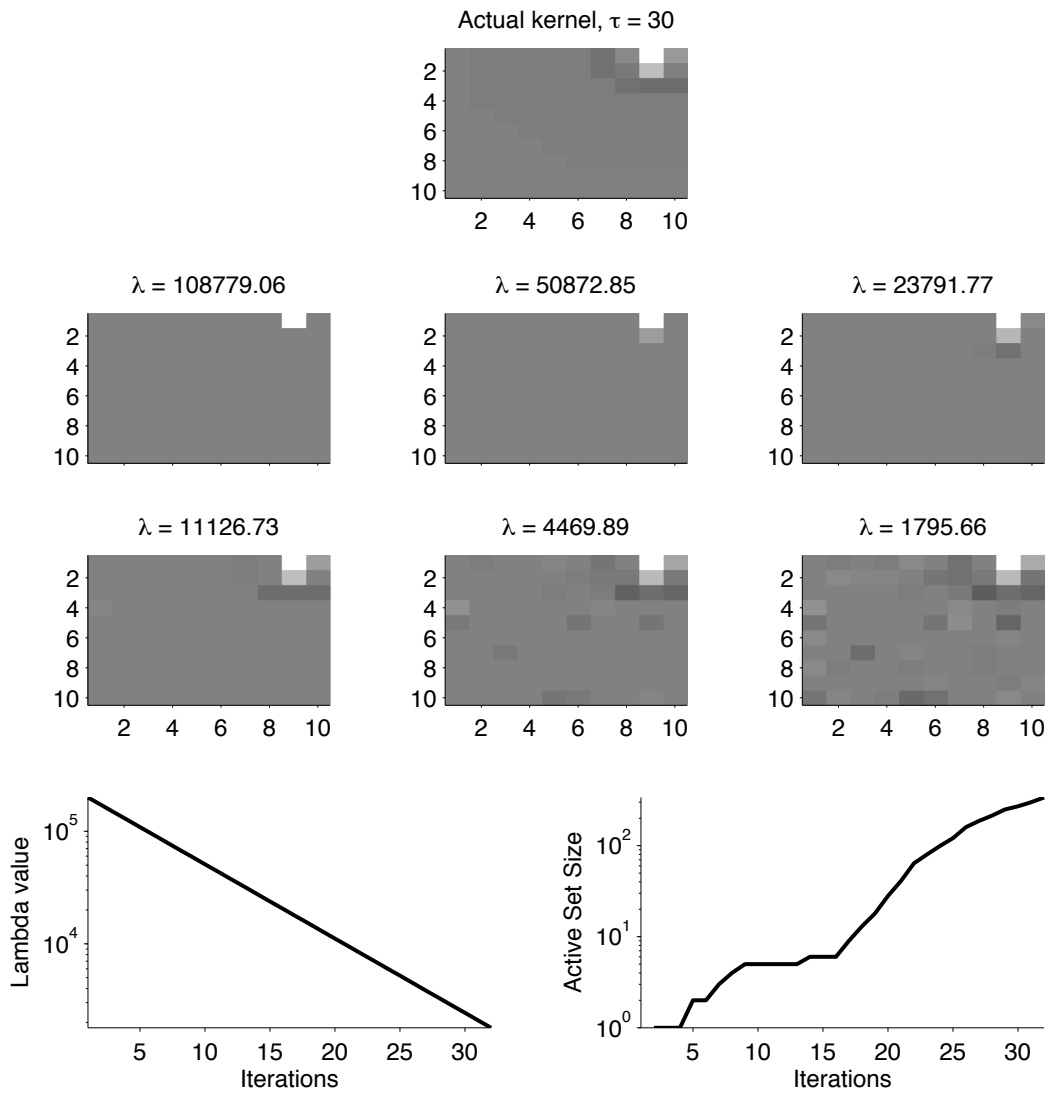 Actual kernel, τ = 30
2
4
6
8
10
2 4 6 8 10
λ = 108779.06 λ = 50872.85 λ = 23791.77
2 2 2
4 4 4
6 6 6
8 8 8
10 10 10
λ = 11126.73 λ = 4469.89 λ = 1795.66
2 2 2
4 4 4
6 6 6
8 8 8
10 10 10
2 4 6 8 10 2 4 6 8 10 2 4 6 8 10
Lambda value
10^5
10^4
5 10 15 20 25 30
Iterations
Active Set Size
10^2
10^1
10^0
5 10 15 20 25 30
Iterations